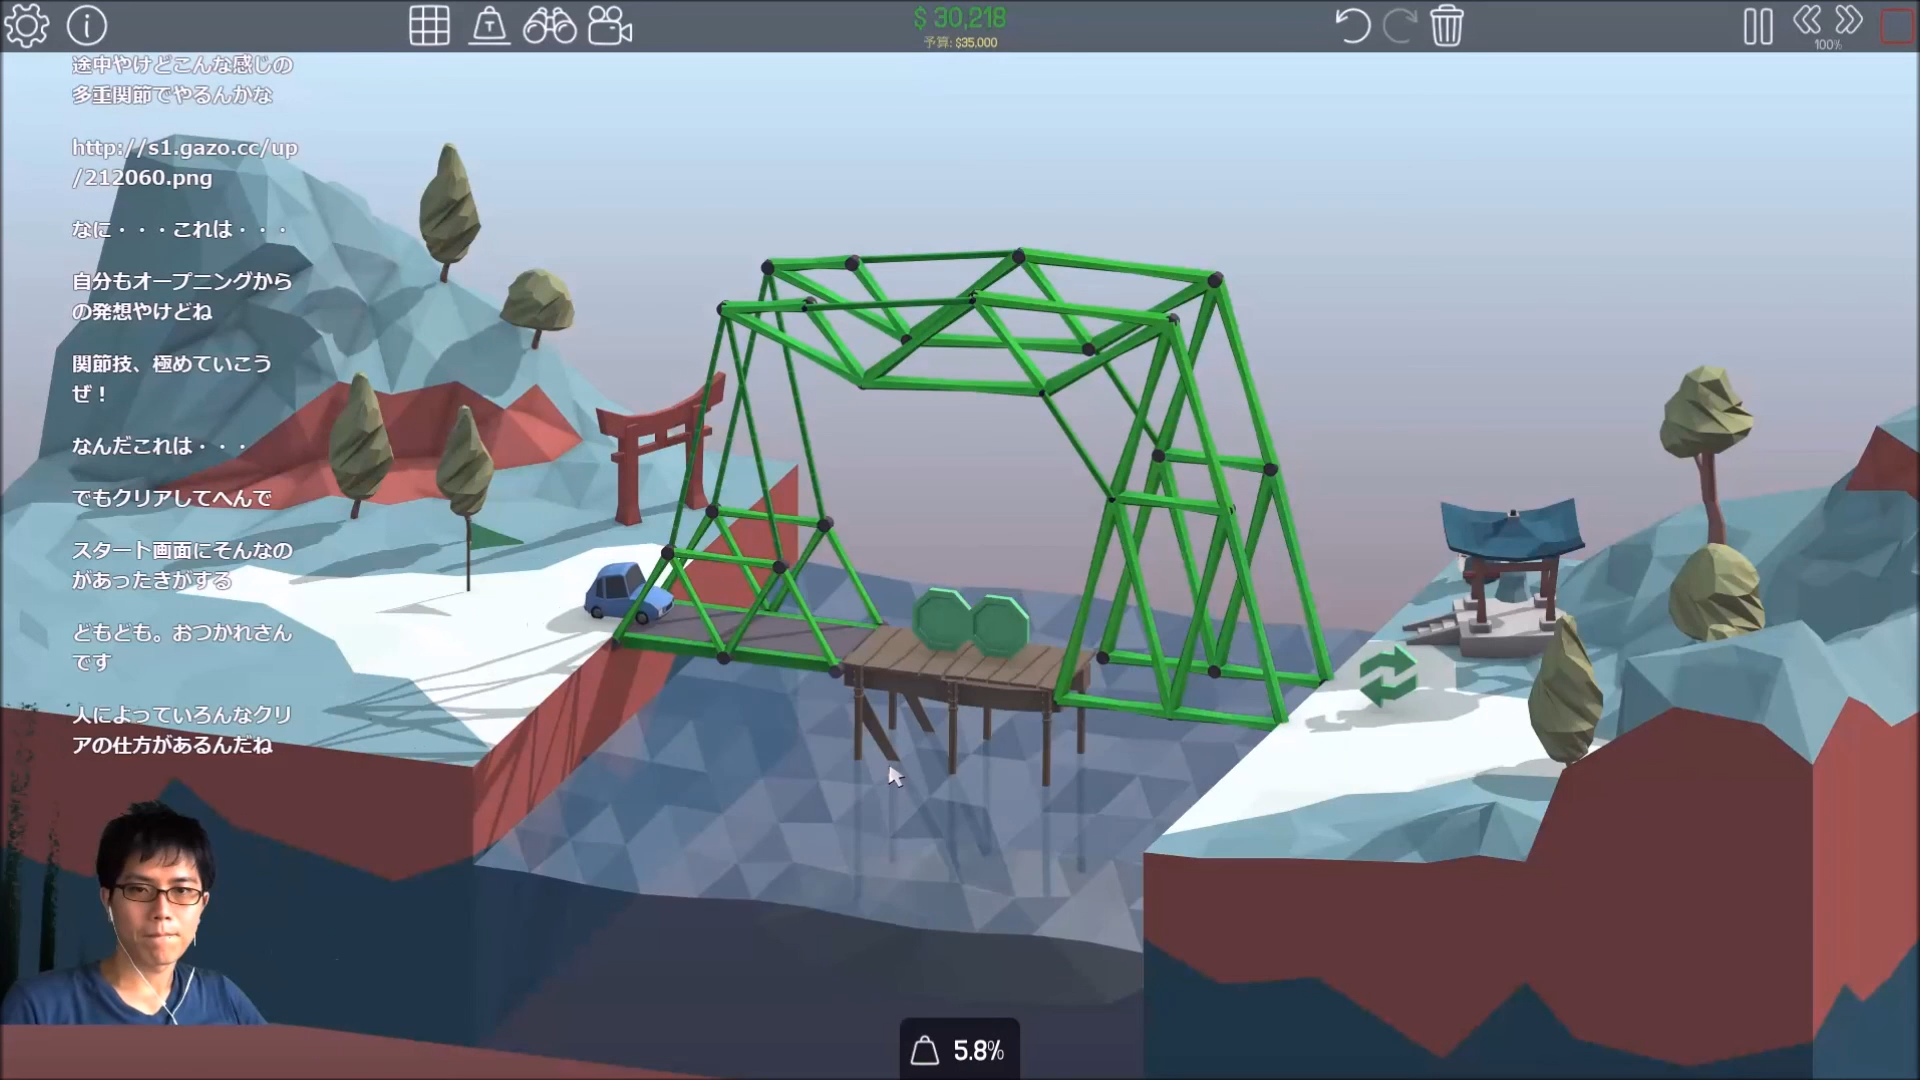 $ 30,218
予算: $35,000
100%
途中やけどこんな感じの
多重関節でやるんかな
http://s1.gazo.cc/up
/212060.png
なに・・・これは・・・
自分もオープニングから
の発想やけどね
関節技、極めていこう
ぜ！
なんだこれは・・・
でもクリアしてへんで
スタート画面にそんなの
があったきがする
どもども。おつかれさん
です
人によっていろんなクリ
アの仕方があるんだね
5.8%